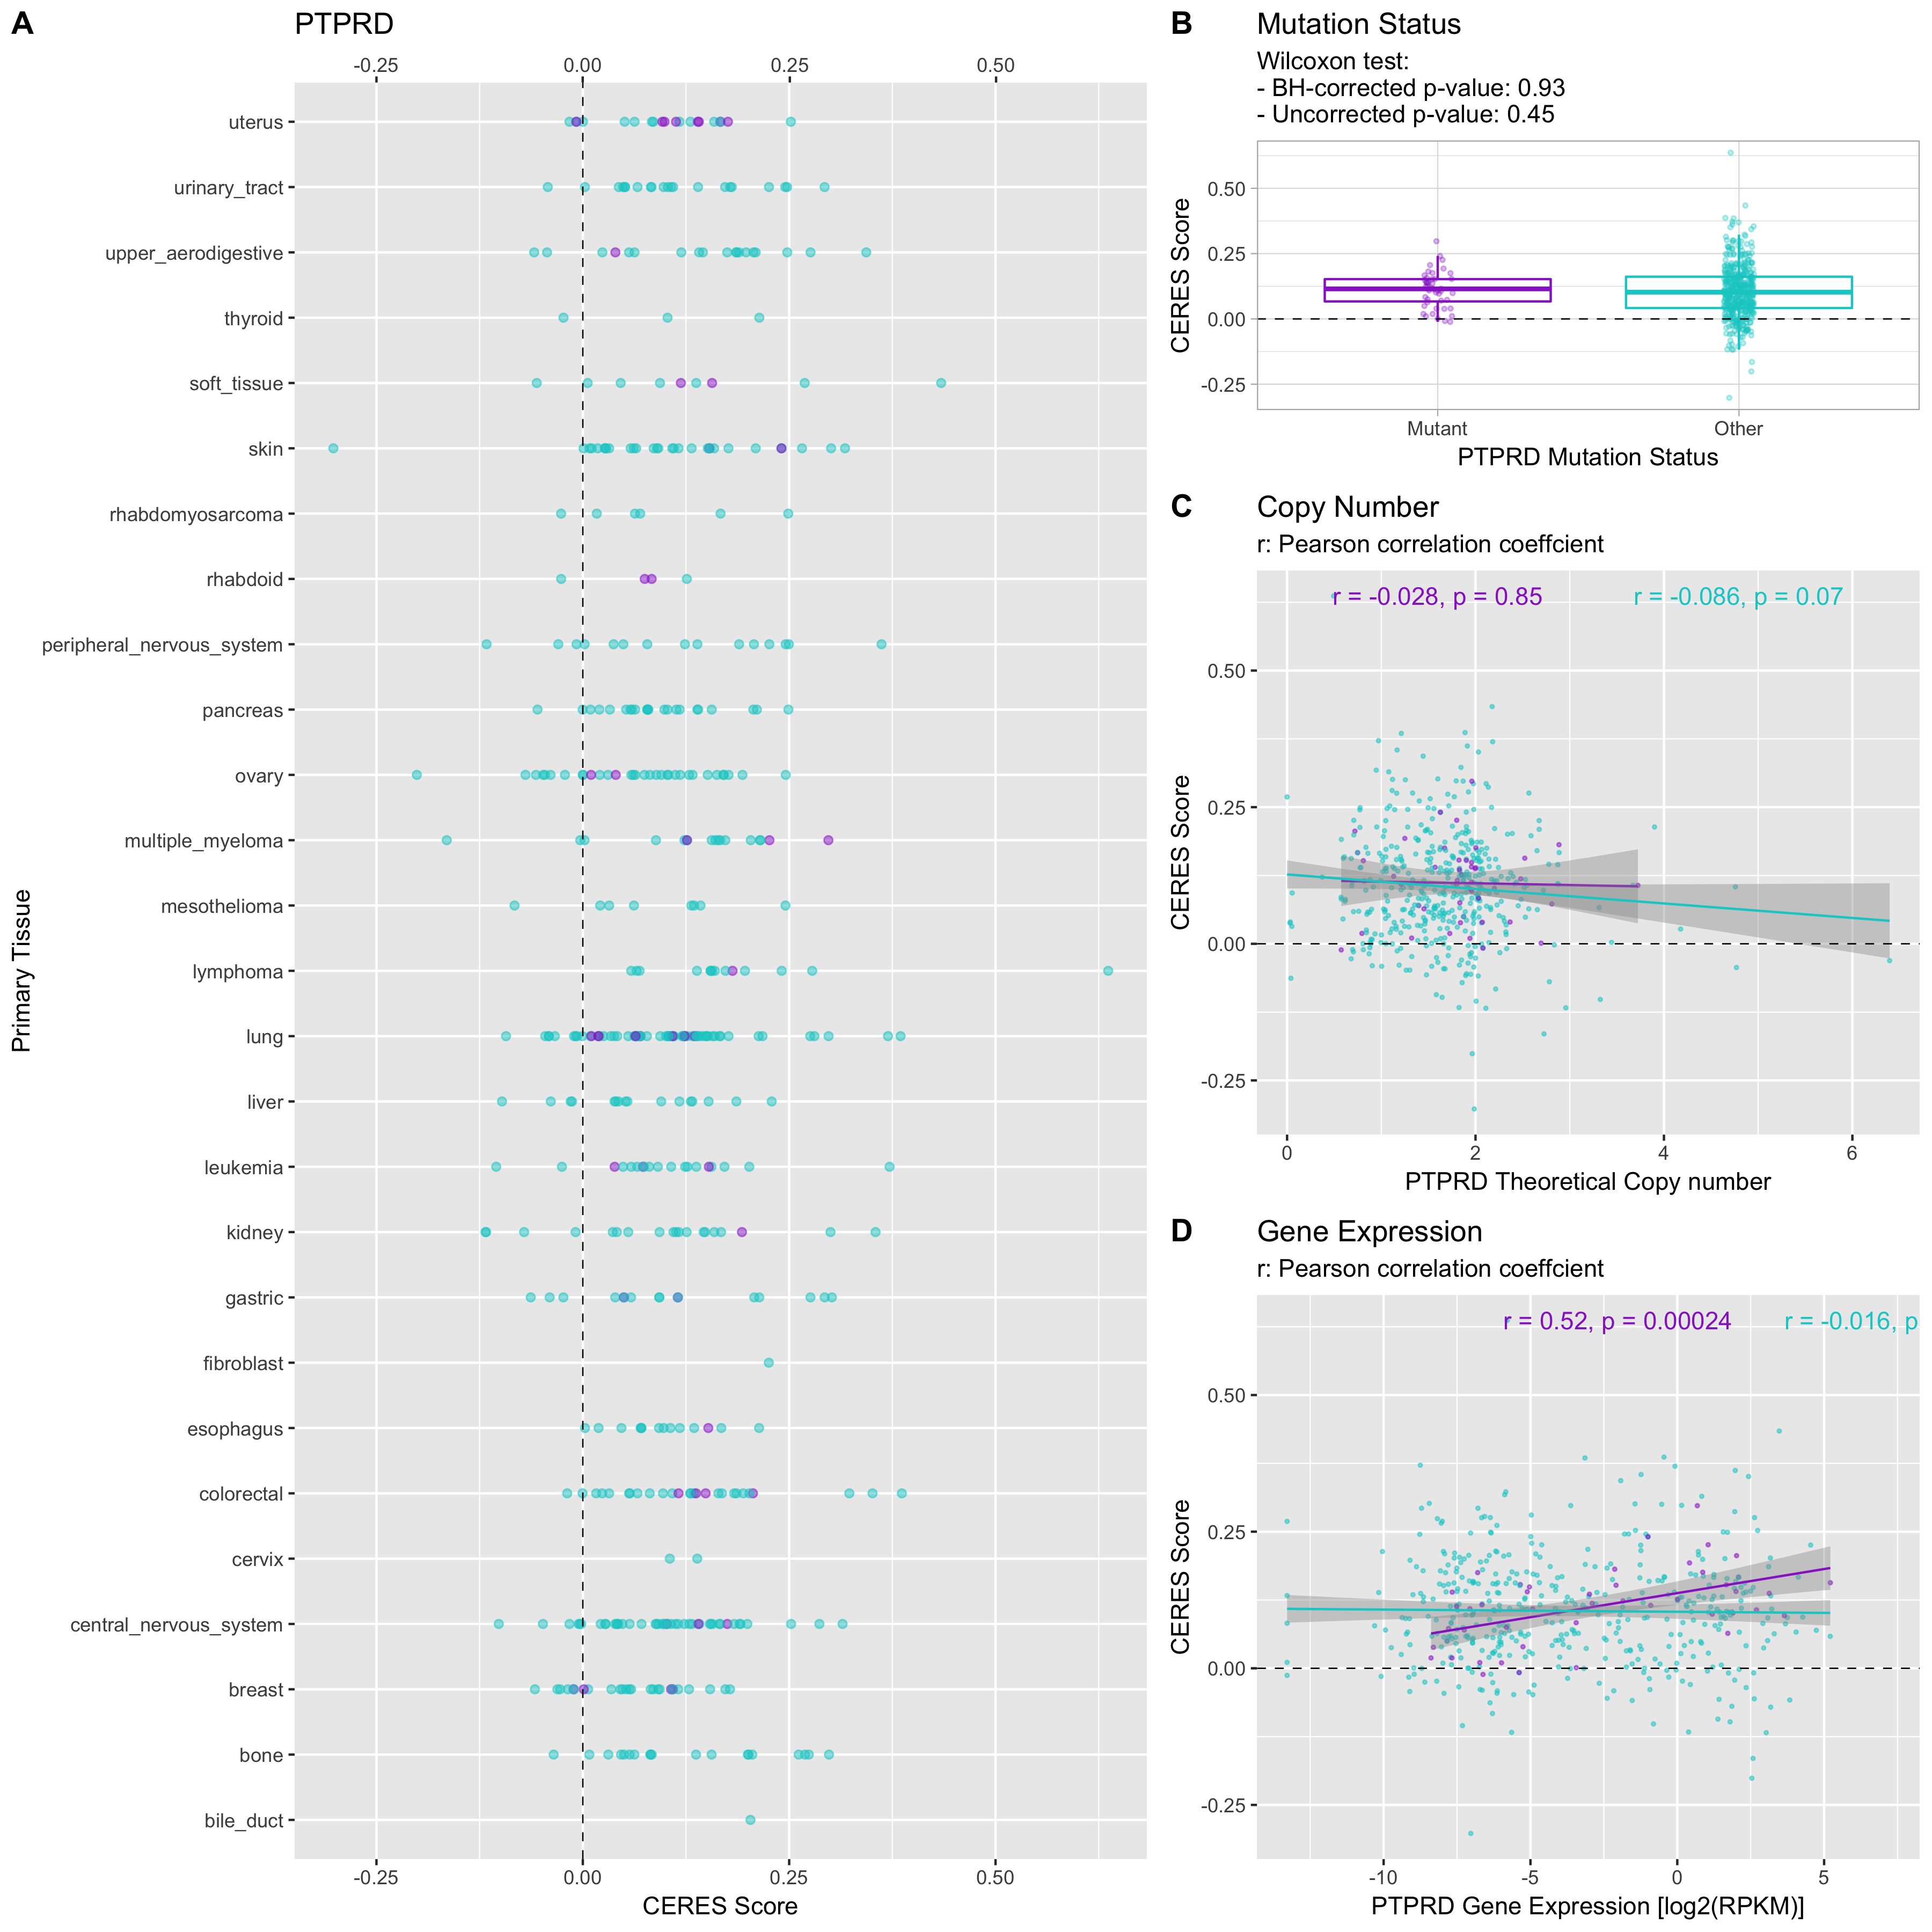 A
PTPRD
-0.25 0.00 0.25 0.50
Primary Tissue
uterus
urinary_tract
upper_aerodigestive
thyroid
soft_tissue
skin
rhabdomyosarcoma
rhabdoid
peripheral_nervous_system
pancreas
ovary
multiple_myeloma
mesothelioma
lymphoma
lung
liver
leukemia
kidney
gastric
fibroblast
esophagus
colorectal
cervix
central_nervous_system
breast
bone
bile_duct
-0.25 0.00 0.25 0.50
CERES Score
B
Mutation Status
Wilcoxon test:
- BH-corrected p-value: 0.93
- Uncorrected p-value: 0.45
CERES Score
0.50
0.25
0.00
-0.25
Mutant Other
PTPRD Mutation Status
C
Copy Number
r: Pearson correlation coeffcient
r = -0.028, p = 0.85 r = -0.086, p = 0.07
CERES Score
0.50
0.25
0.00
-0.25
0 2 4 6
PTPRD Theoretical Copy number
D
Gene Expression
r: Pearson correlation coeffcient
r = 0.52, p = 0.00024 r = -0.016, p
CERES Score
0.50
0.25
0.00
-0.25
-10 -5 0 5
PTPRD Gene Expression [log2(RPKM)]